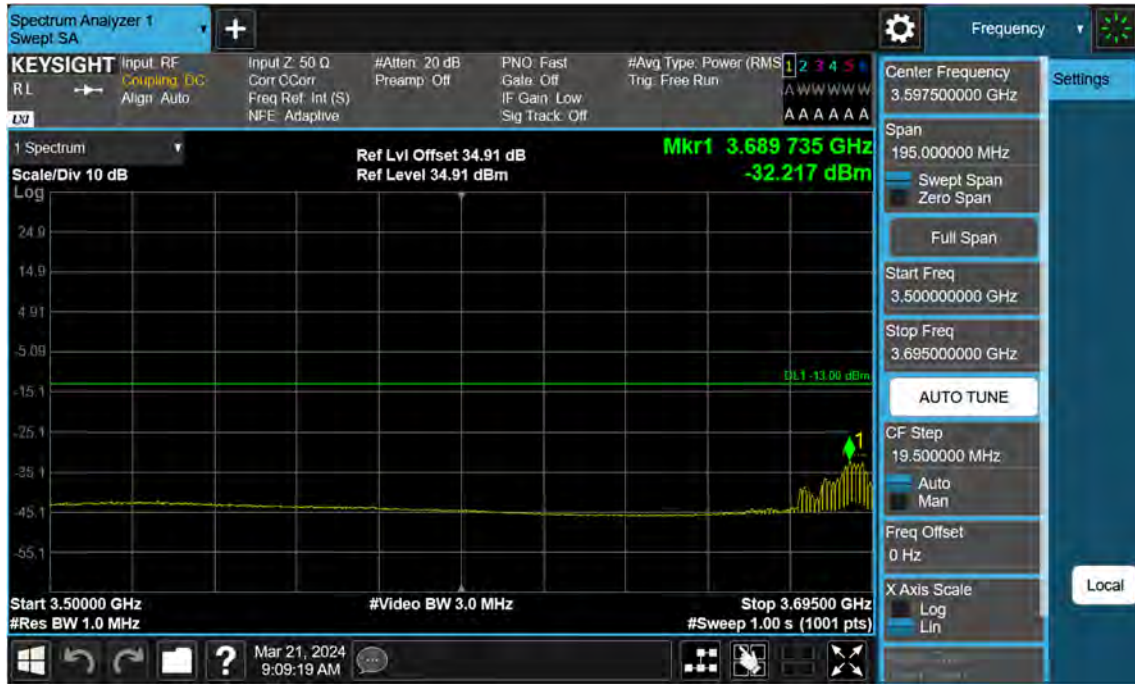 Spectrum Analyzer 1
Swept SA
+
Frequency
KEYSIGHT
RL
LXI
Input: RF
Coupling: DC
Align: Auto
Input Z: 50 Ω
Corr CCorr
Freq Ref: Int (S)
NFE: Adaptive
#Atten: 20 dB
Preamp: Off
PNO: Fast
Gate: Off
IF Gain: Low
Sig Track: Off
#Avg Type: Power (RMS
Trig: Free Run
1 2 3 4 5 6
A W W W W W
A A A A A A
1 Spectrum
Scale/Div 10 dB
Log
Ref Lvl Offset 34.91 dB
Ref Level 34.91 dBm
Mkr1 3.689 735 GHz
-32.217 dBm
24.9
14.9
4.91
-5.09
-15.1
-25.1
-35.1
-45.1
-55.1
DL1 -13.00 dBm
1
Start 3.50000 GHz
#Res BW 1.0 MHz
#Video BW 3.0 MHz
Stop 3.69500 GHz
#Sweep 1.00 s (1001 pts)
Center Frequency
3.597500000 GHz
Span
195.000000 MHz
Swept Span
Zero Span
Full Span
Start Freq
3.500000000 GHz
Stop Freq
3.695000000 GHz
AUTO TUNE
CF Step
19.500000 MHz
Auto
Man
Freq Offset
0 Hz
X Axis Scale
Log
Lin
Settings
Local
?
Mar 21, 2024
9:09:19 AM